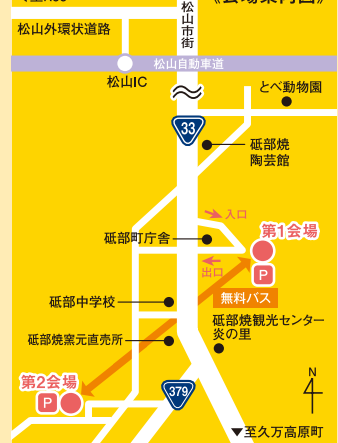 《会場案内図》
松山市街
松山外環状道路
松山自動車道
松山IC
とべ動物園
33
砥部焼
陶芸館
入口
第1会場
P
砥部町庁舎
出口
無料バス
砥部中学校
砥部焼観光センター
炎の里
砥部焼窯元直売所
第2会場
P
379
N
▼至久万高原町